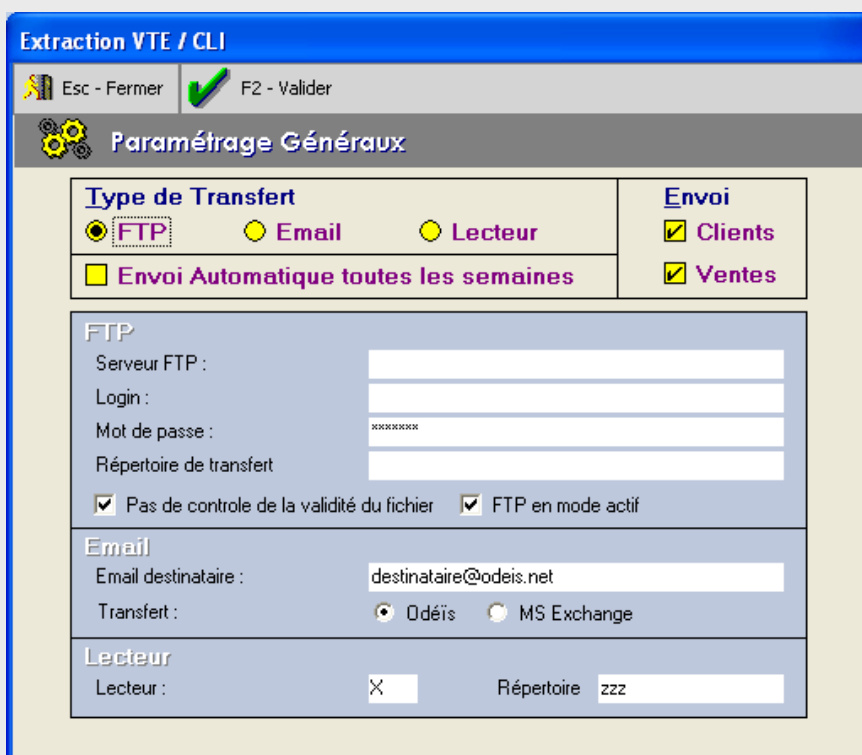 Extraction VTE / CLI
Esc - Fermer F2 - Valider
Paramétrage Généraux
Type de Transfert Envoi
FTP Email Lecteur Clients
Envoi Automatique toutes les semaines Ventes
FTP
Serveur FTP :
Login :
Mot de passe : *******
Répertoire de transfert
Pas de controle de la validité du fichier FTP en mode actif
Email
Email destinataire : destinataire@odeis.net
Transfert : Odéïs MS Exchange
Lecteur
Lecteur : X Répertoire zzz